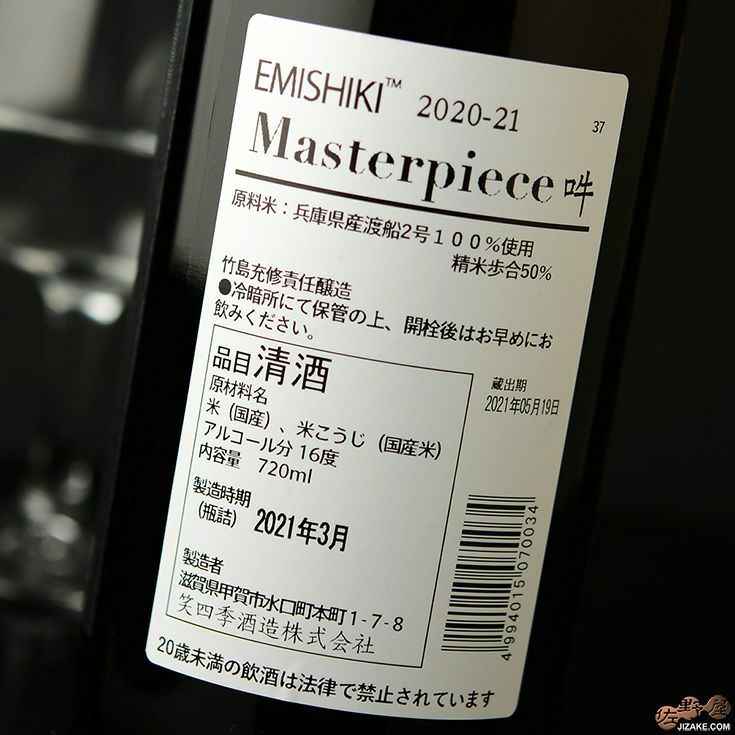 EMISHIKI™ 2020-21
37
Masterpiece 吽
原料米：兵庫県産渡船2号１００％使用
精米歩合50%
竹島充修責任醸造
●冷暗所にて保管の上、開栓後はお早めにお
飲みください。
品目 清酒
原材料名
米（国産）、米こうじ（国産米）
アルコール分 16度
内容量 720ml
製造時期
（瓶詰） 2021年3月
製造者
滋賀県甲賀市水口町本町1-7-8
笑四季酒造株式会社
蔵出期
2021年05月19日
4994015070034
20歳未満の飲酒は法律で禁止されています
佐野屋
JIZAKE.COM